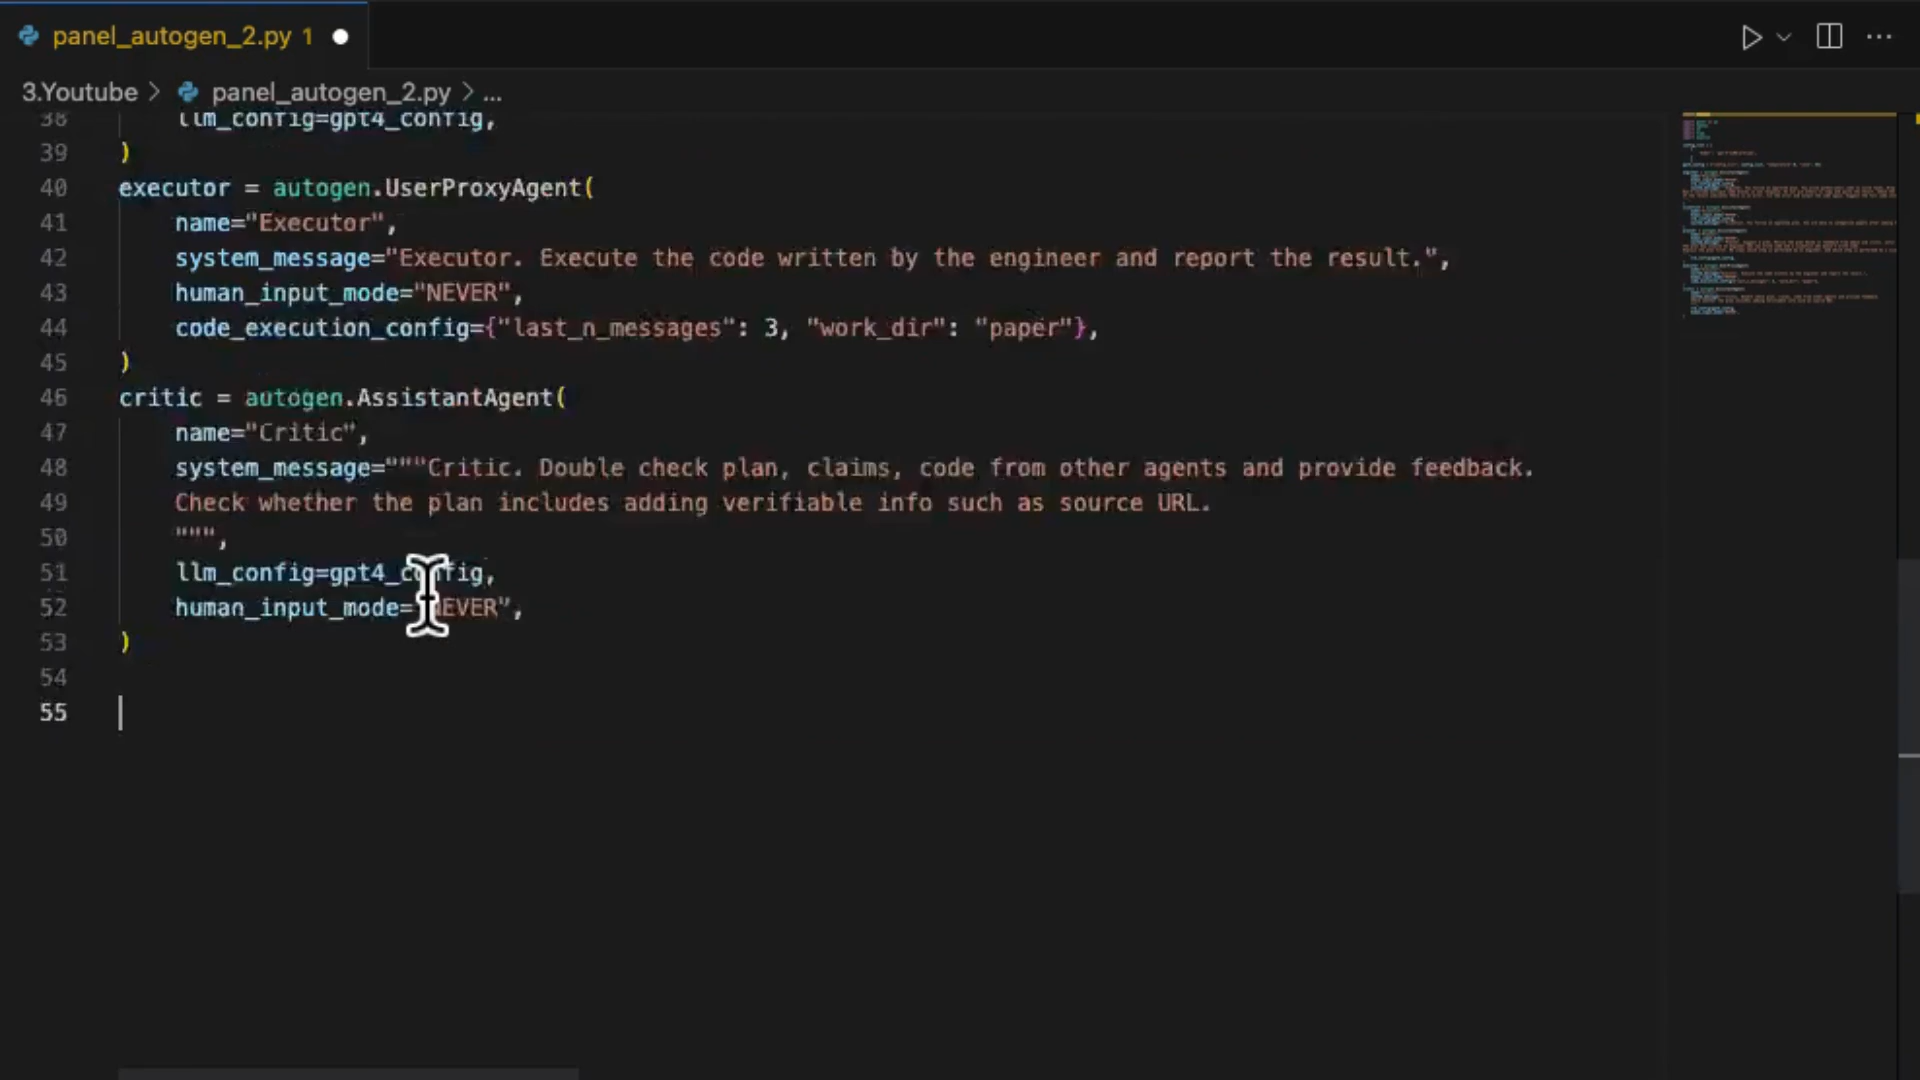 panel_autogen_2.py 1
3.Youtube > panel_autogen_2.py > ...
38 llm_config=gpt4_config,
39 )
40 executor = autogen.UserProxyAgent(
41 name="Executor",
42 system_message="Executor. Execute the code written by the engineer and report the result.",
43 human_input_mode="NEVER",
44 code_execution_config={"last_n_messages": 3, "work_dir": "paper"},
45 )
46 critic = autogen.AssistantAgent(
47 name="Critic",
48 system_message="""Critic. Double check plan, claims, code from other agents and provide feedback.
49 Check whether the plan includes adding verifiable info such as source URL.
50 """,
51 llm_config=gpt4_config,
52 human_input_mode="NEVER",
53 )
54
55